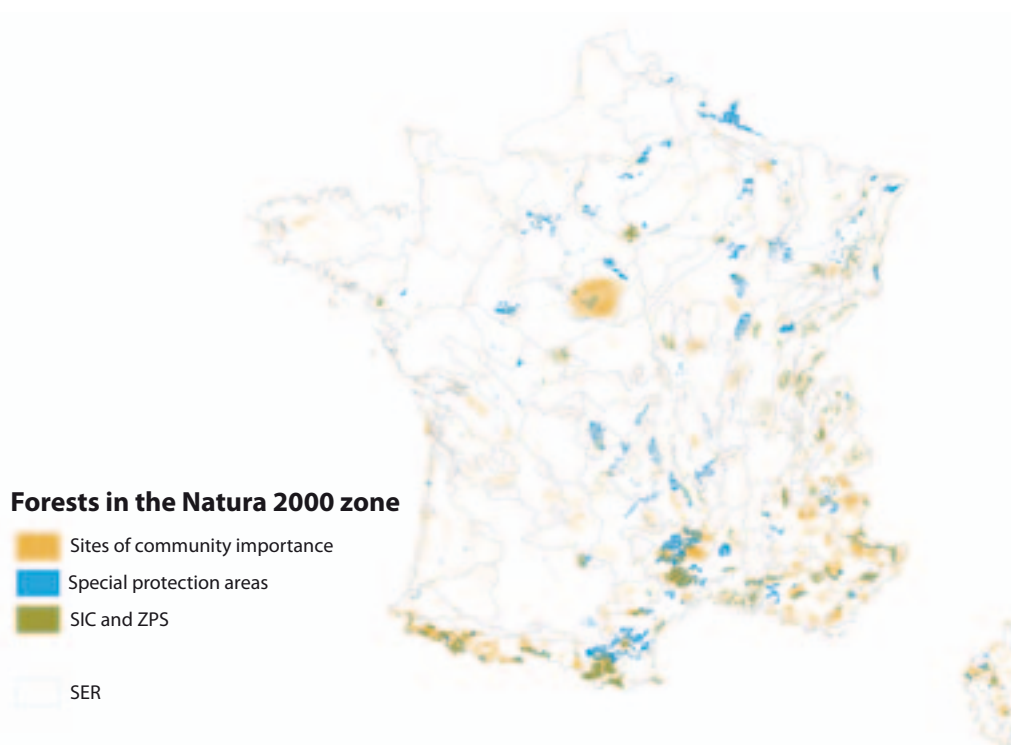 Forests in the Natura 2000 zone
Sites of community importance
Special protection areas
SIC and ZPS
SER